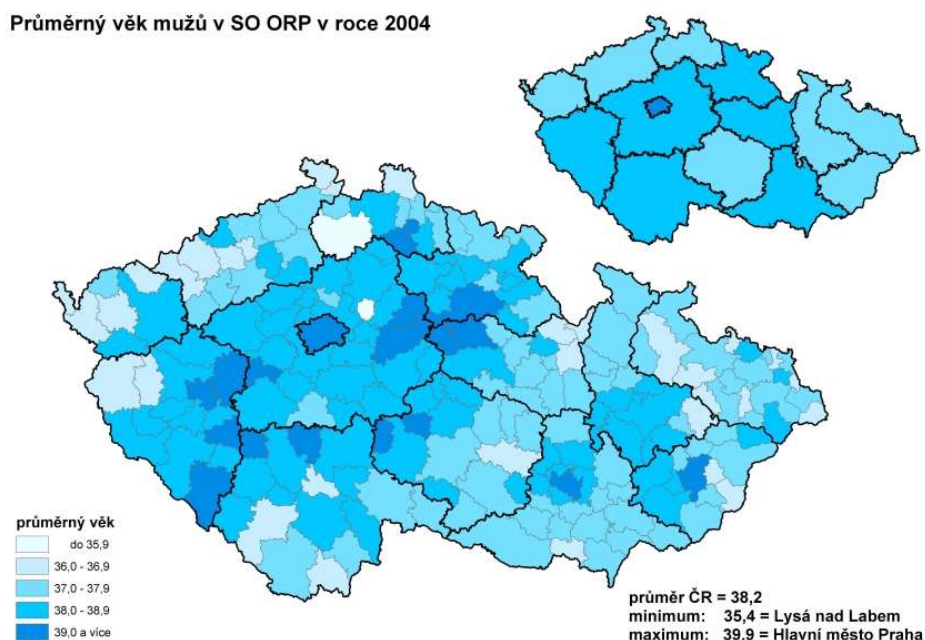 Průměrný věk mužů v SO ORP v roce 2004
průměrný věk
do 35,9
36,0 - 36,9
37,0 - 37,9
38,0 - 38,9
39,0 a více
průměr ČR = 38,2
minimum: 35,4 = Lysá nad Labem
maximum: 39,9 = Hlavní město Praha